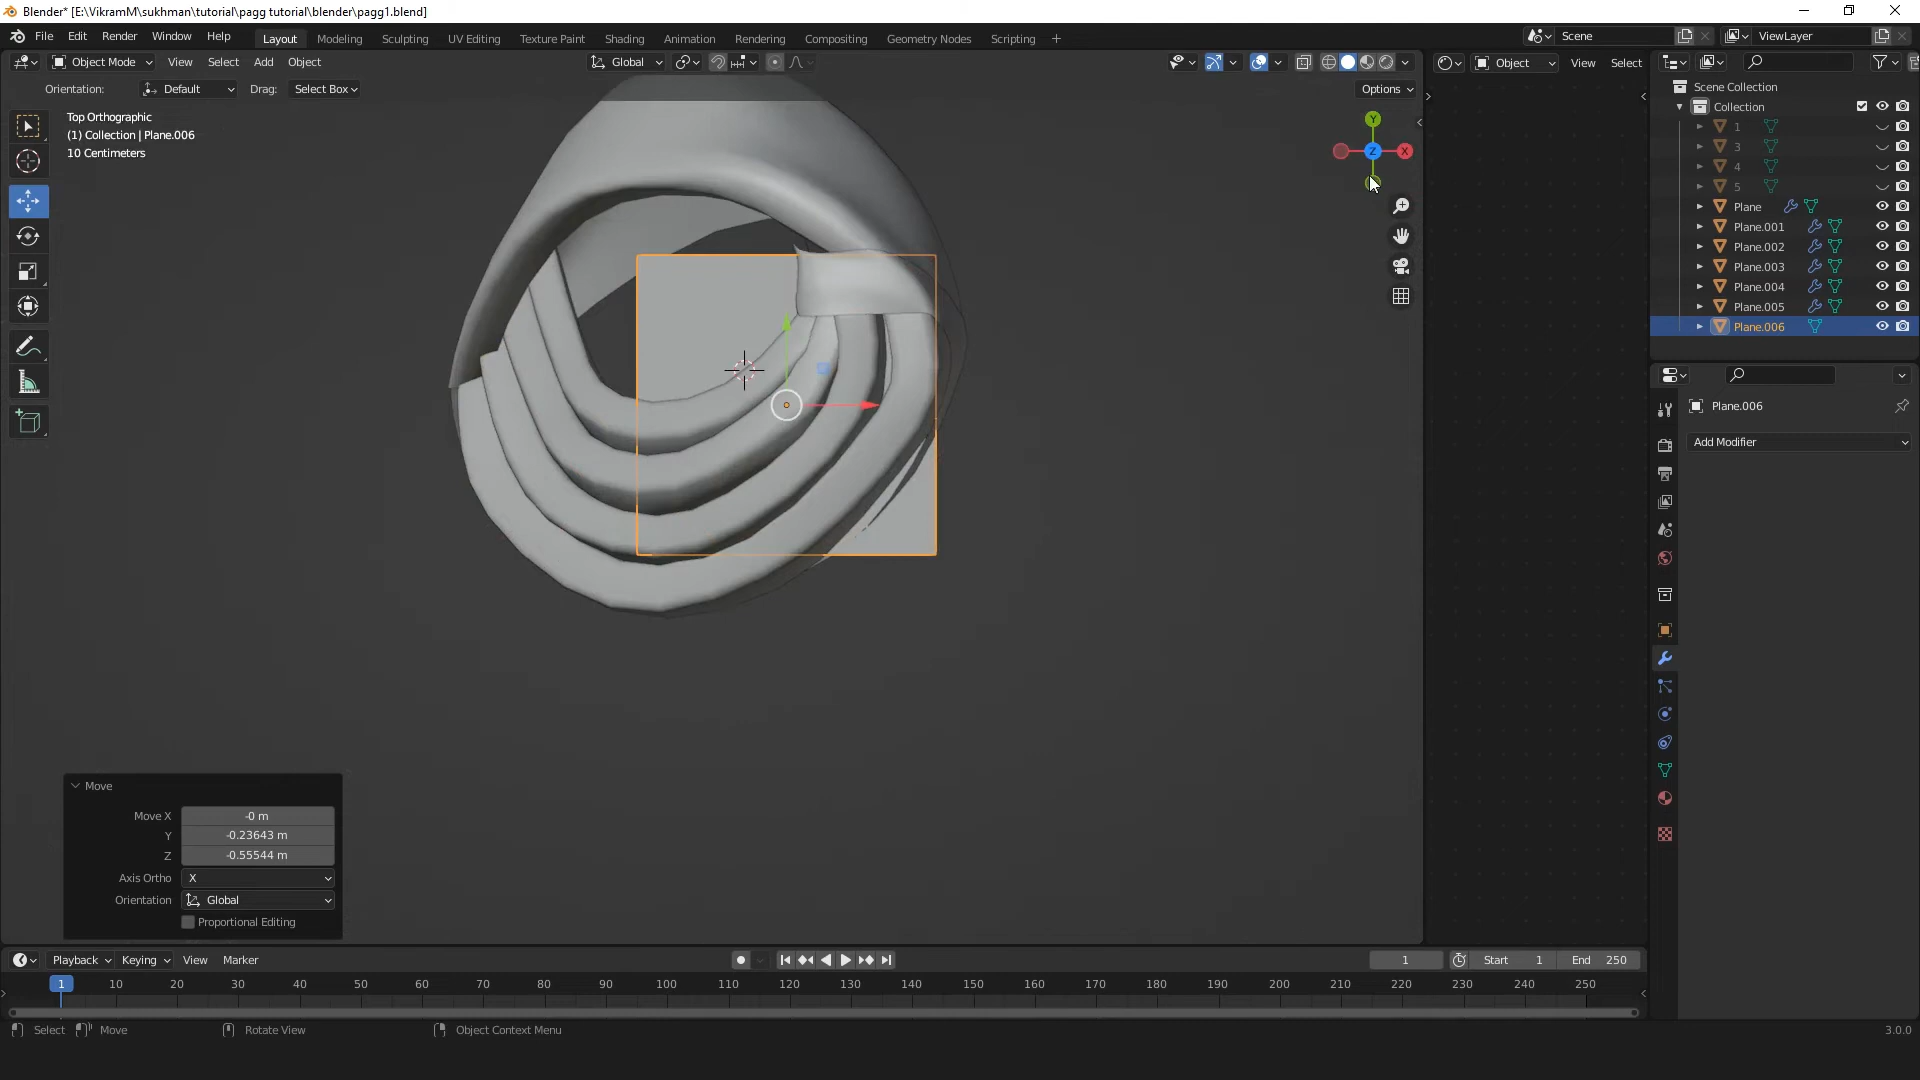 Blender* [E:\VikramM\sukhman\tutorial\pagg tutorial\blender\pagg1.blend]
File Edit Render Window Help Layout Modeling Sculpting UV Editing Texture Paint Shading Animation Rendering Compositing Geometry Nodes Scripting + Scene ViewLayer
Object Mode View Select Add Object Global Object View Select
Orientation: Default Drag: Select Box Options
Scene Collection
Collection
1
3
4
5
Plane
Plane.001
Plane.002
Plane.003
Plane.004
Plane.005
Plane.006
Top Orthographic
(1) Collection | Plane.006
10 Centimeters
Y
Z
X
Plane.006
Add Modifier
Move
Move X -0 m
Y -0.23643 m
Z -0.55544 m
Axis Ortho X
Orientation Global
Proportional Editing
Playback Keying View Marker 1 Start 1 End 250
1 10 20 30 40 50 60 70 80 90 100 110 120 130 140 150 160 170 180 190 200 210 220 230 240 250
Select Move Rotate View Object Context Menu 3.0.0